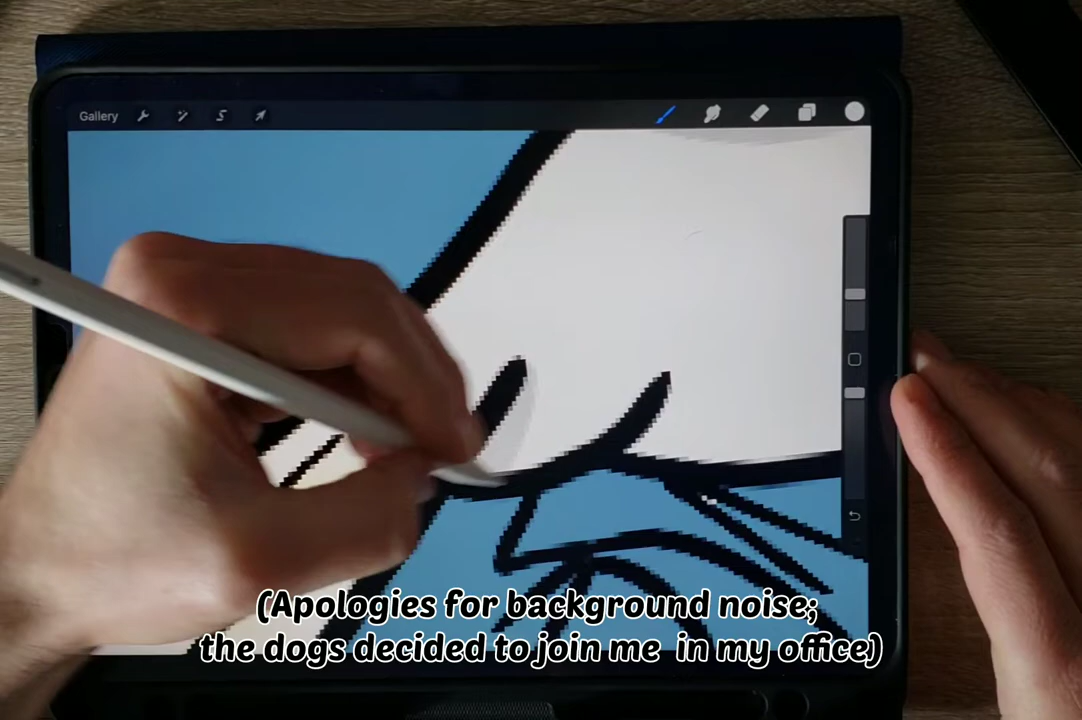 Gallery
(Apologies for background noise;
the dogs decided to join me in my office)